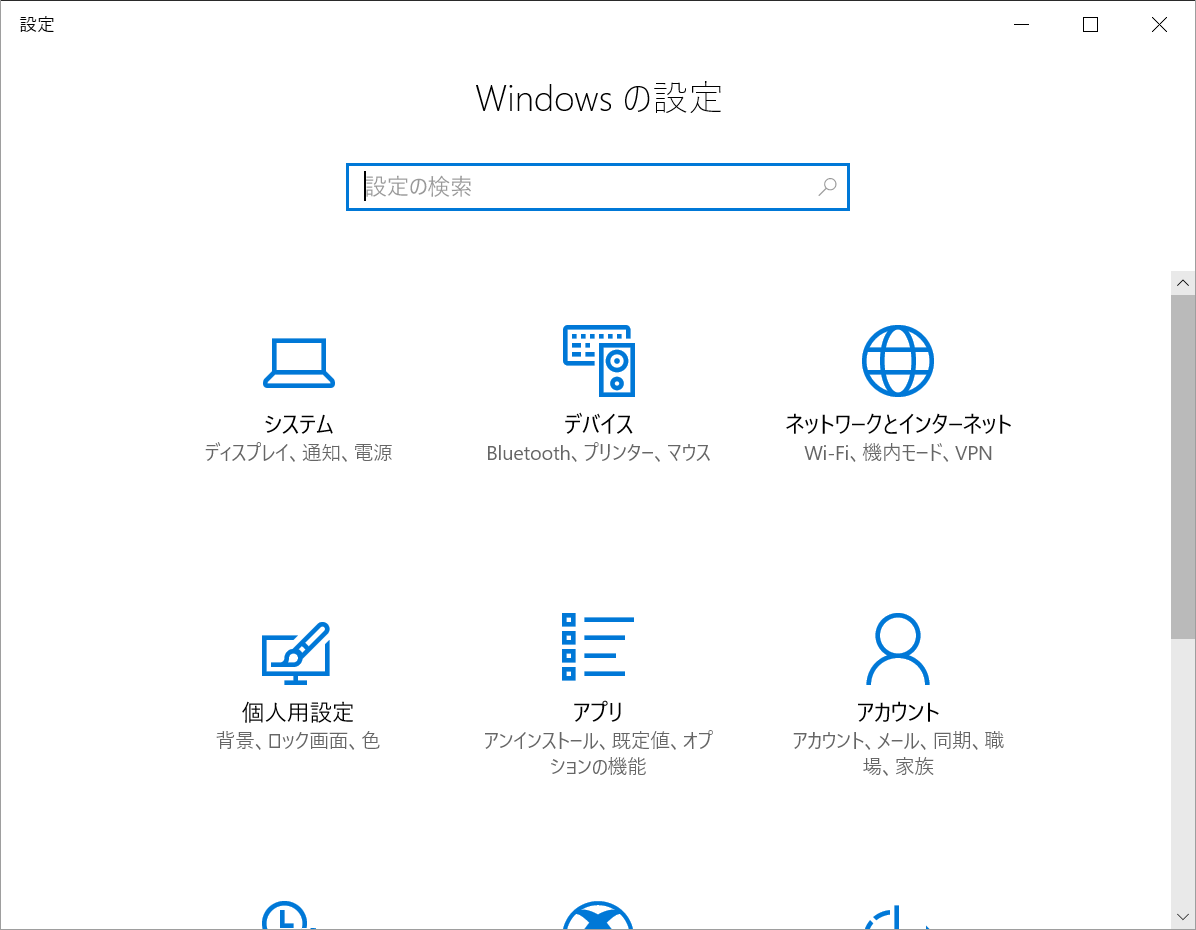 設定
Windows の設定
設定の検索
システム
ディスプレイ、通知、電源
デバイス
Bluetooth、プリンター、マウス
ネットワークとインターネット
Wi-Fi、機内モード、VPN
個人用設定
背景、ロック画面、色
アプリ
アンインストール、既定値、オプ
ションの機能
アカウント
アカウント、メール、同期、職
場、家族